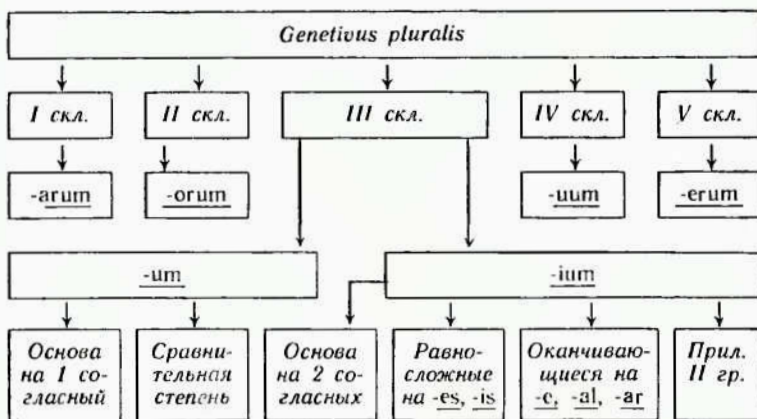 Genetivus pluralis
I скл.
II скл.
III скл.
IV скл.
V скл.
-arum
-orum
-uum
-erum
-um
-ium
Основа
на 1 со-
гласный
Сравни-
тельная
степень
Основа
на 2 со-
гласных
Равно-
сложные
на -es, -is
Оканчиваю-
щиеся на
-e, -al, -ar
Прил.
II гр.